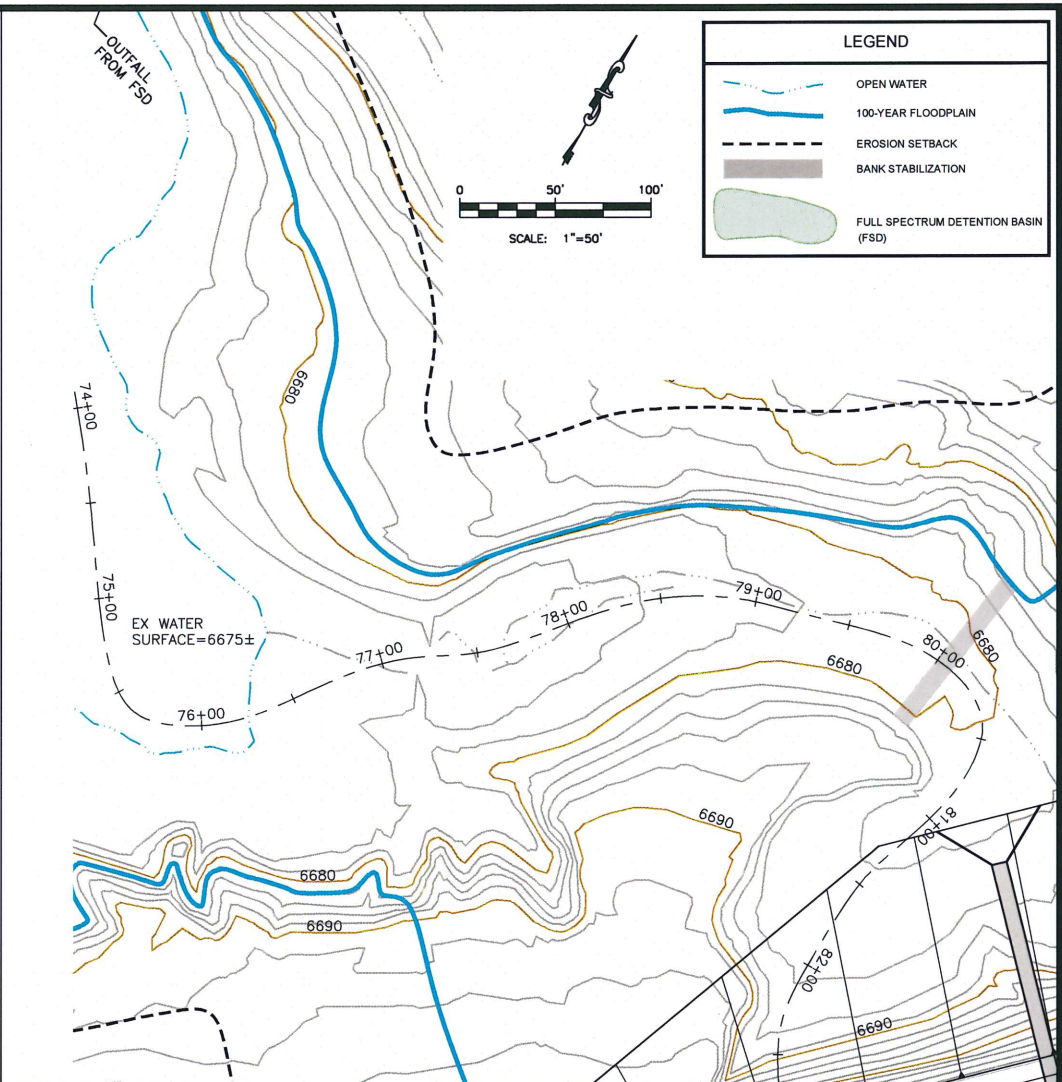 OUTFALL
FROM FSD
LEGEND
OPEN WATER
100-YEAR FLOODPLAIN
EROSION SETBACK
BANK STABILIZATION
FULL SPECTRUM DETENTION BASIN
(FSD)
0 50' 100'
SCALE: 1"=50'
6680
74+00
75+00
EX WATER
SURFACE=6675±
76+00
77+00
78+00
79+00
80+00
6680
6680
81+00
82+00
6690
6680
6690
6690